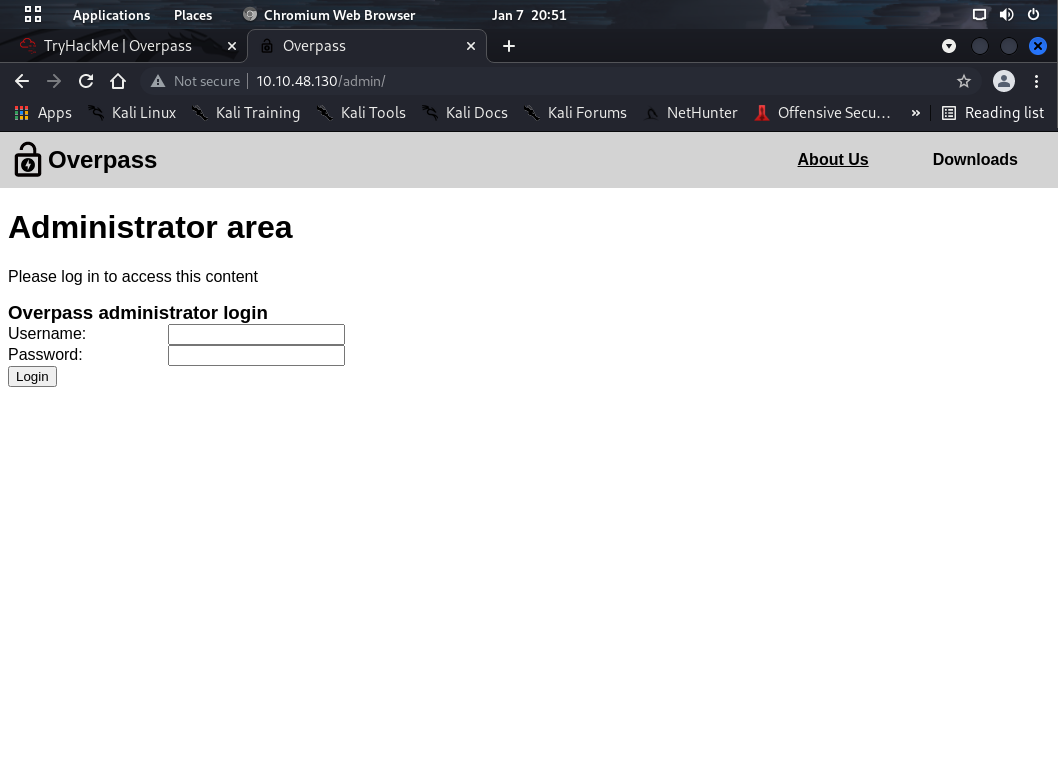 Applications Places Chromium Web Browser Jan 7 20:51
TryHackMe | Overpass Overpass
Not secure 10.10.48.130/admin/
Apps Kali Linux Kali Training Kali Tools Kali Docs Kali Forums NetHunter Offensive Secu… » Reading list
Overpass About Us Downloads
Administrator area
Please log in to access this content
Overpass administrator login
Username:
Password:
Login